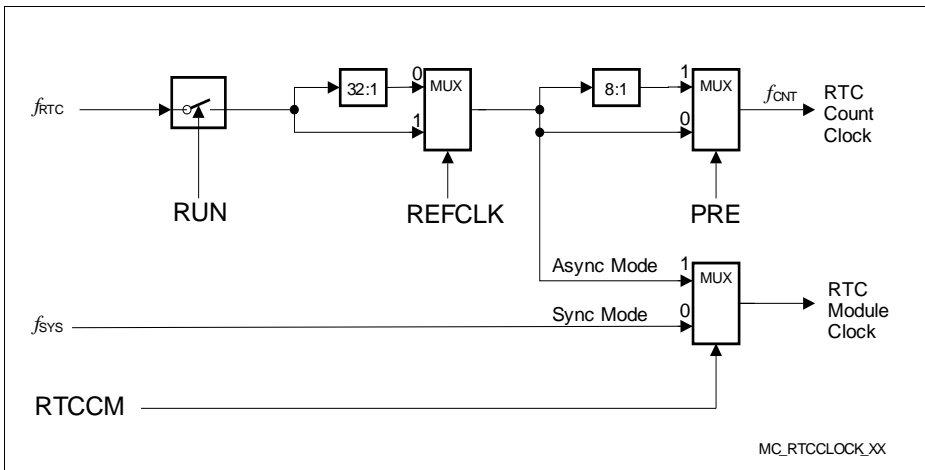 0
1
fRTC
32:1
MUX
8:1
MUX
fCNT
RTC
Count
Clock
1
0
RUN
REFCLK
PRE
Async Mode
1
MUX
RTC
Module
Clock
fSYS
Sync Mode
0
RTCCM
MC_RTCCLOCK_XX